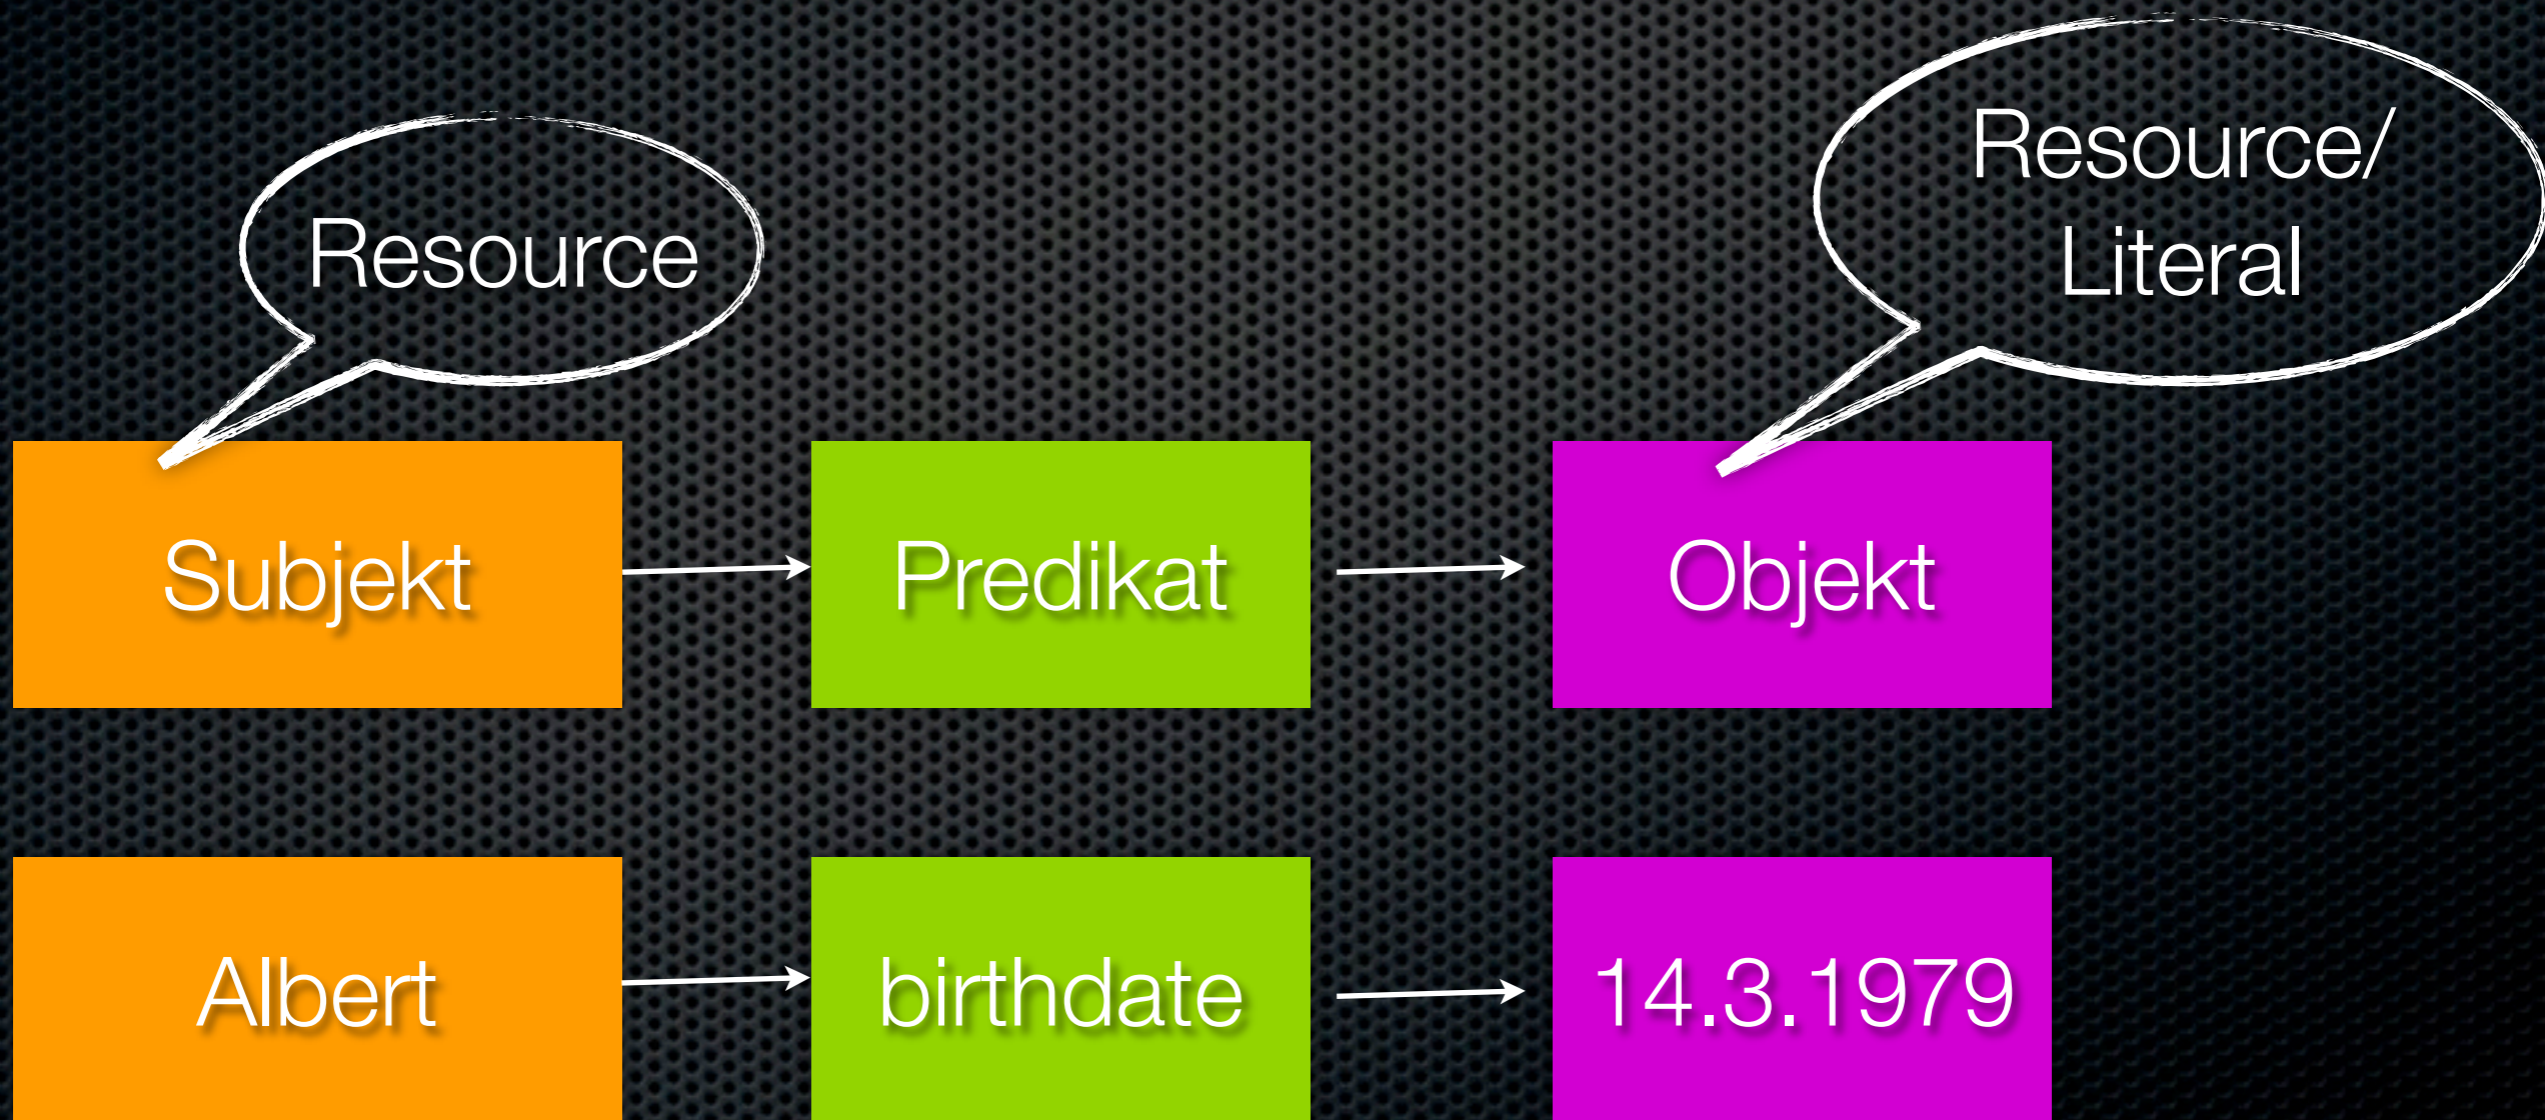 Resource
Resource/
Literal
Subjekt
Predikat
Objekt
Albert
birthdate
14.3.1979